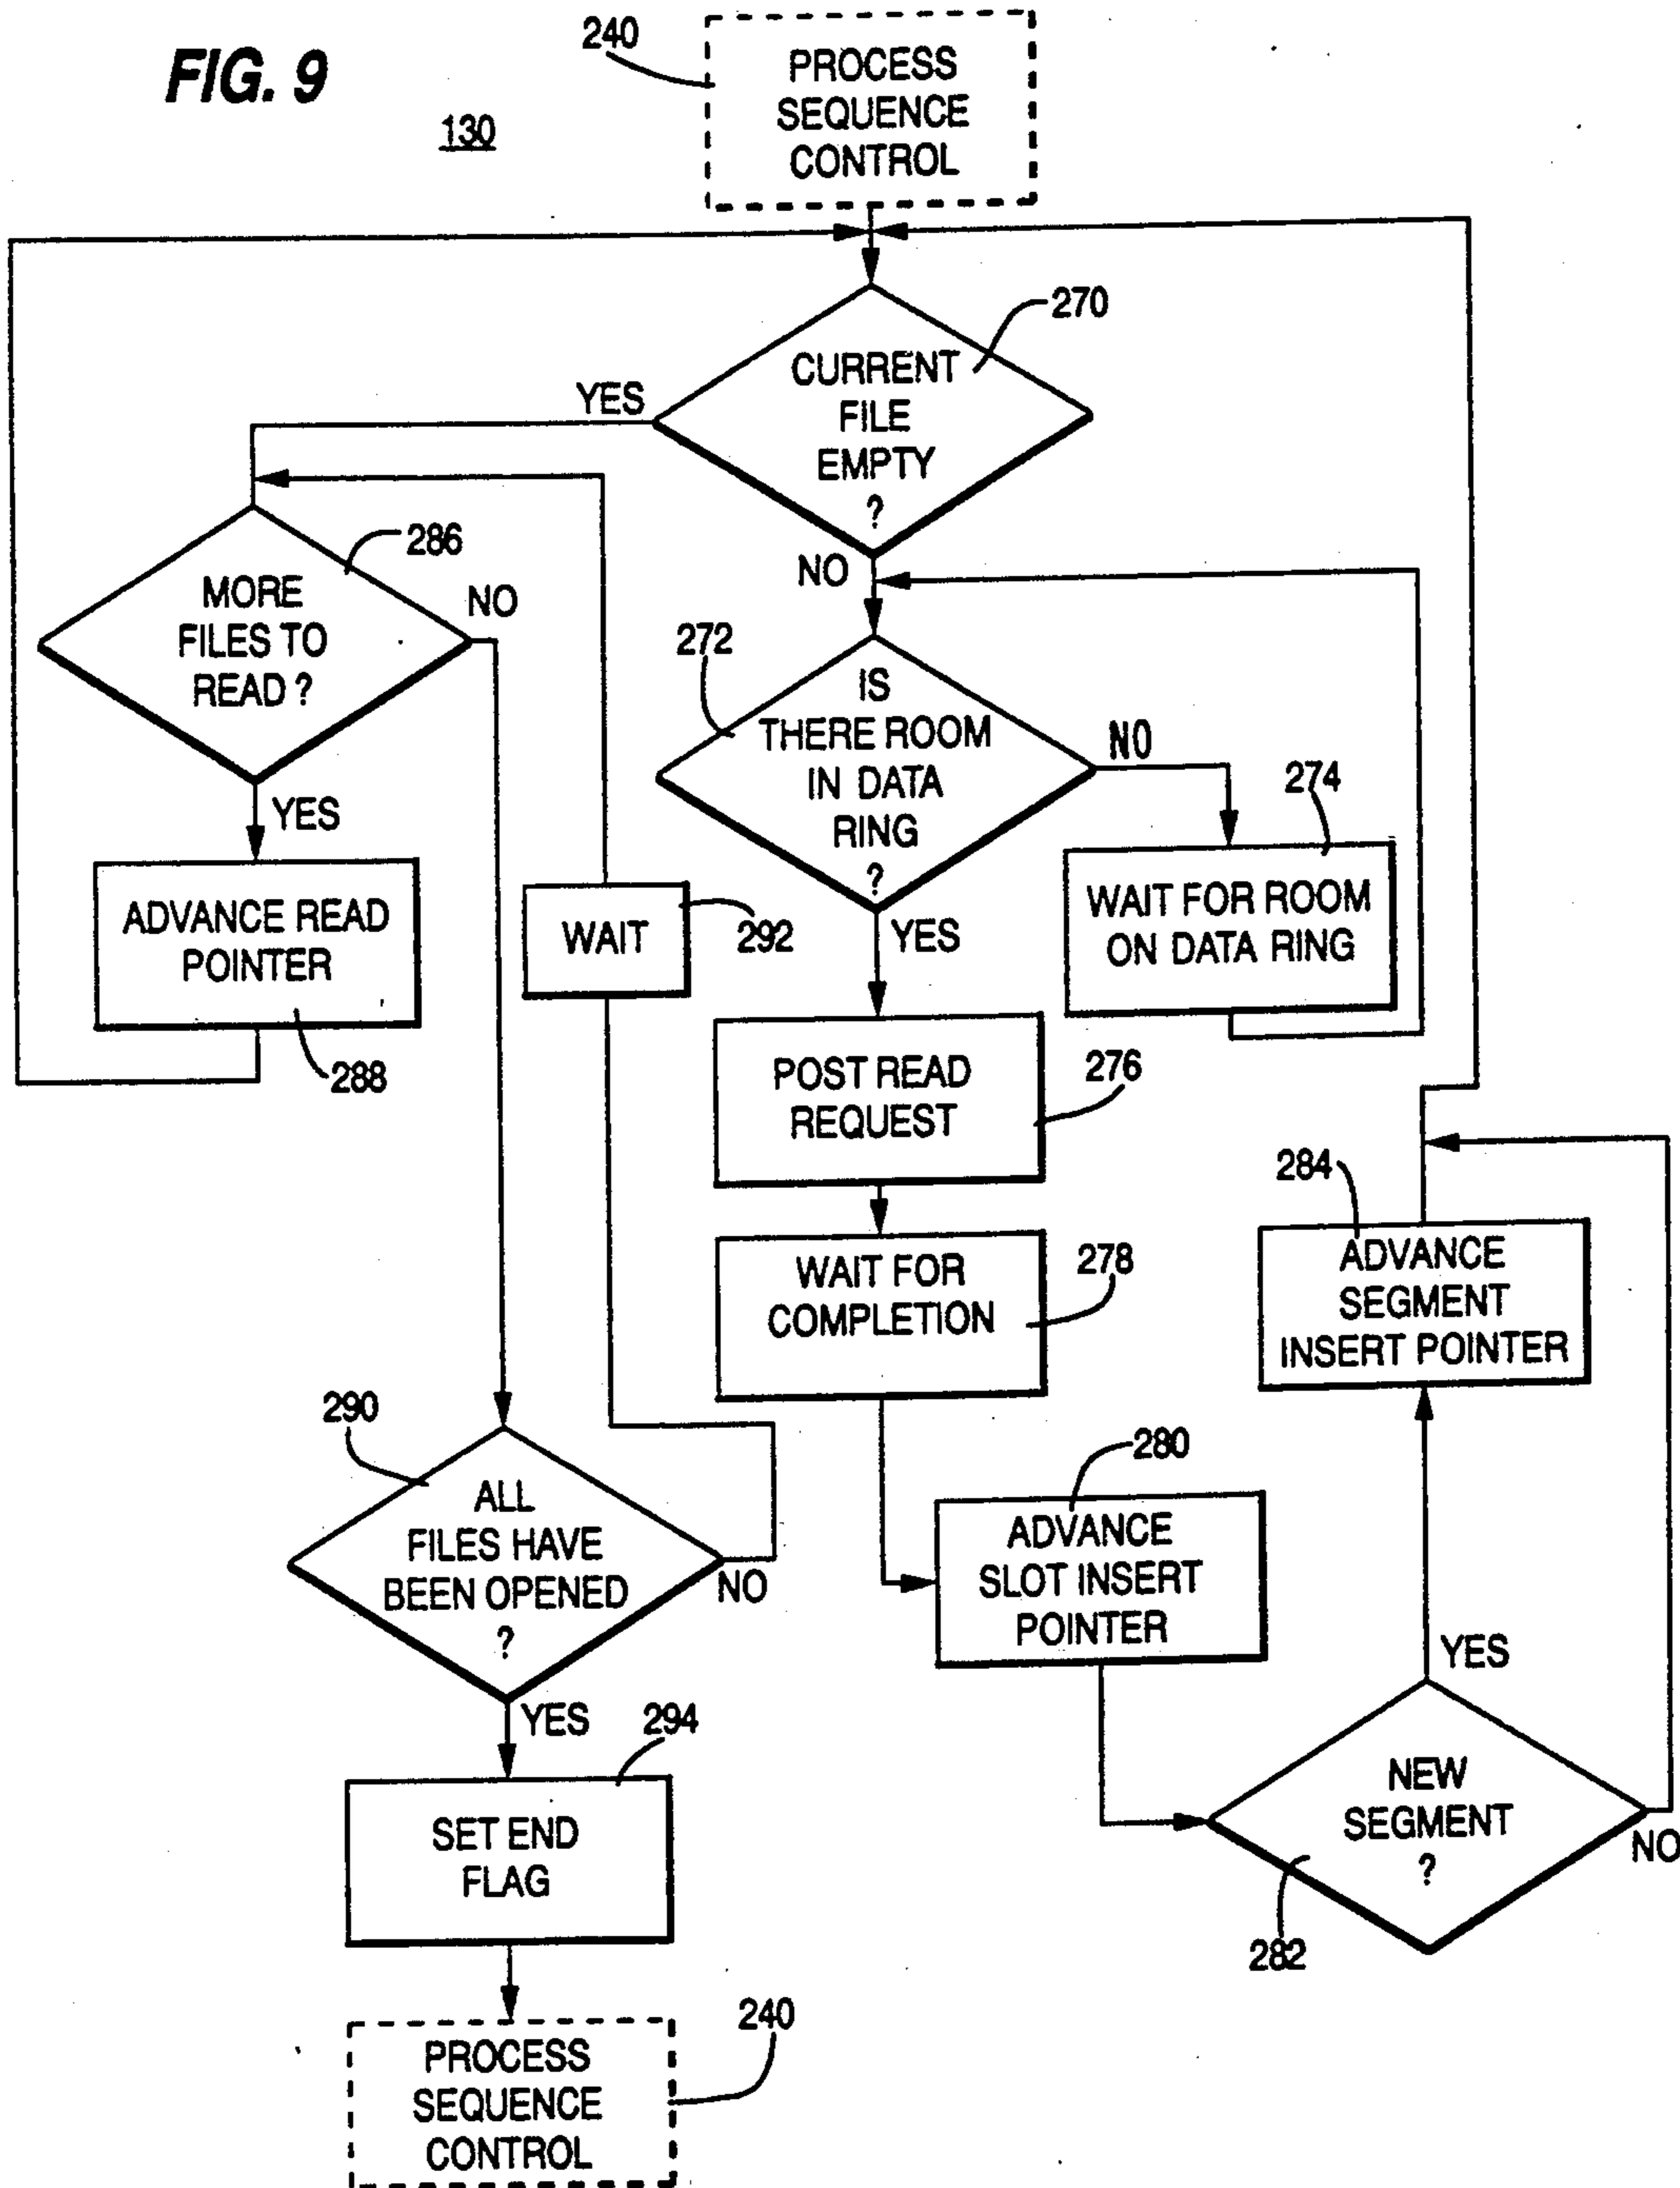 FIG. 9
130
240
PROCESS
SEQUENCE
CONTROL
270
CURRENT
FILE
EMPTY
?
YES
NO
286
MORE
FILES TO
READ ?
NO
YES
272
IS
THERE ROOM
IN DATA
RING
?
NO
YES
274
WAIT FOR ROOM
ON DATA RING
ADVANCE READ
POINTER
288
WAIT
292
POST READ
REQUEST
276
WAIT FOR
COMPLETION
278
284
ADVANCE
SEGMENT
INSERT POINTER
290
ALL
FILES HAVE
BEEN OPENED
?
NO
YES
280
ADVANCE
SLOT INSERT
POINTER
YES
NEW
SEGMENT
?
NO
282
294
SET END
FLAG
240
PROCESS
SEQUENCE
CONTROL